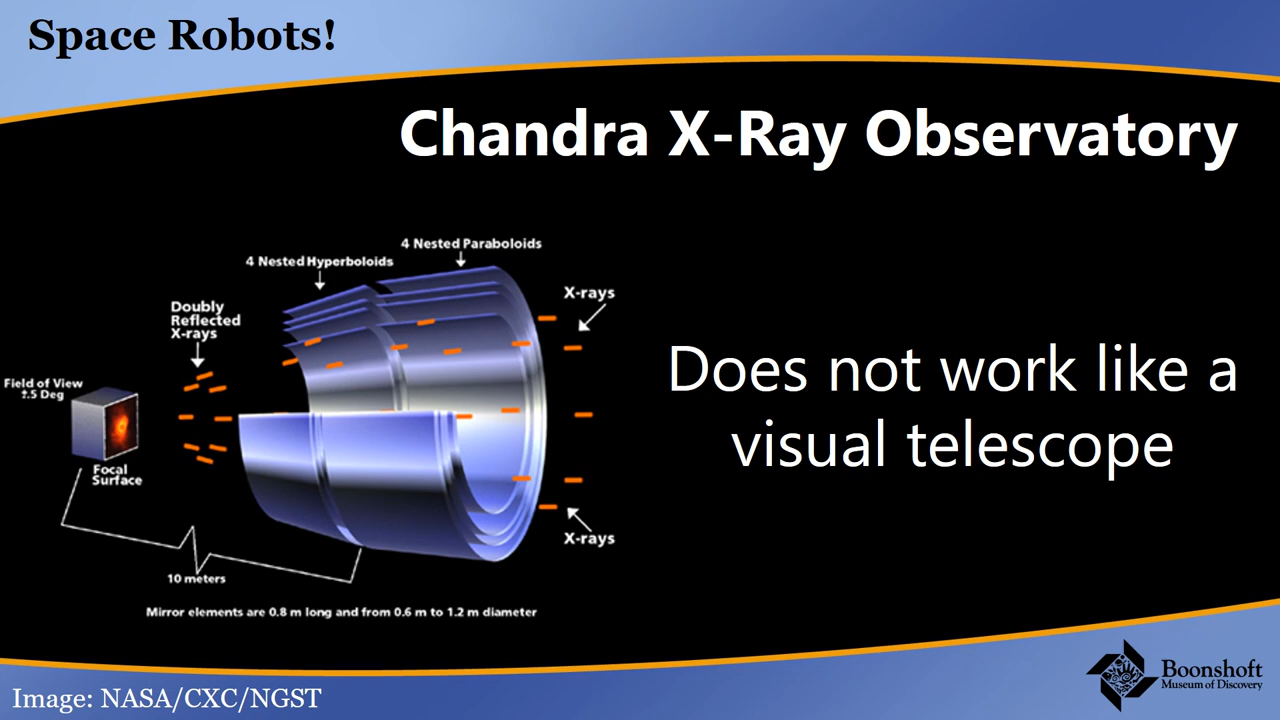 Space Robots!
Chandra X-Ray Observatory
4 Nested Paraboloids
4 Nested Hyperboloids
X-rays
Doubly
Reflected
X-rays
Field of View
±.5 Deg
Focal
Surface
Does not work like a
visual telescope
X-rays
10 meters
Mirror elements are 0.8 m long and from 0.6 m to 1.2 m diameter
Image: NASA/CXC/NGST
Boonshoft
Museum of Discovery